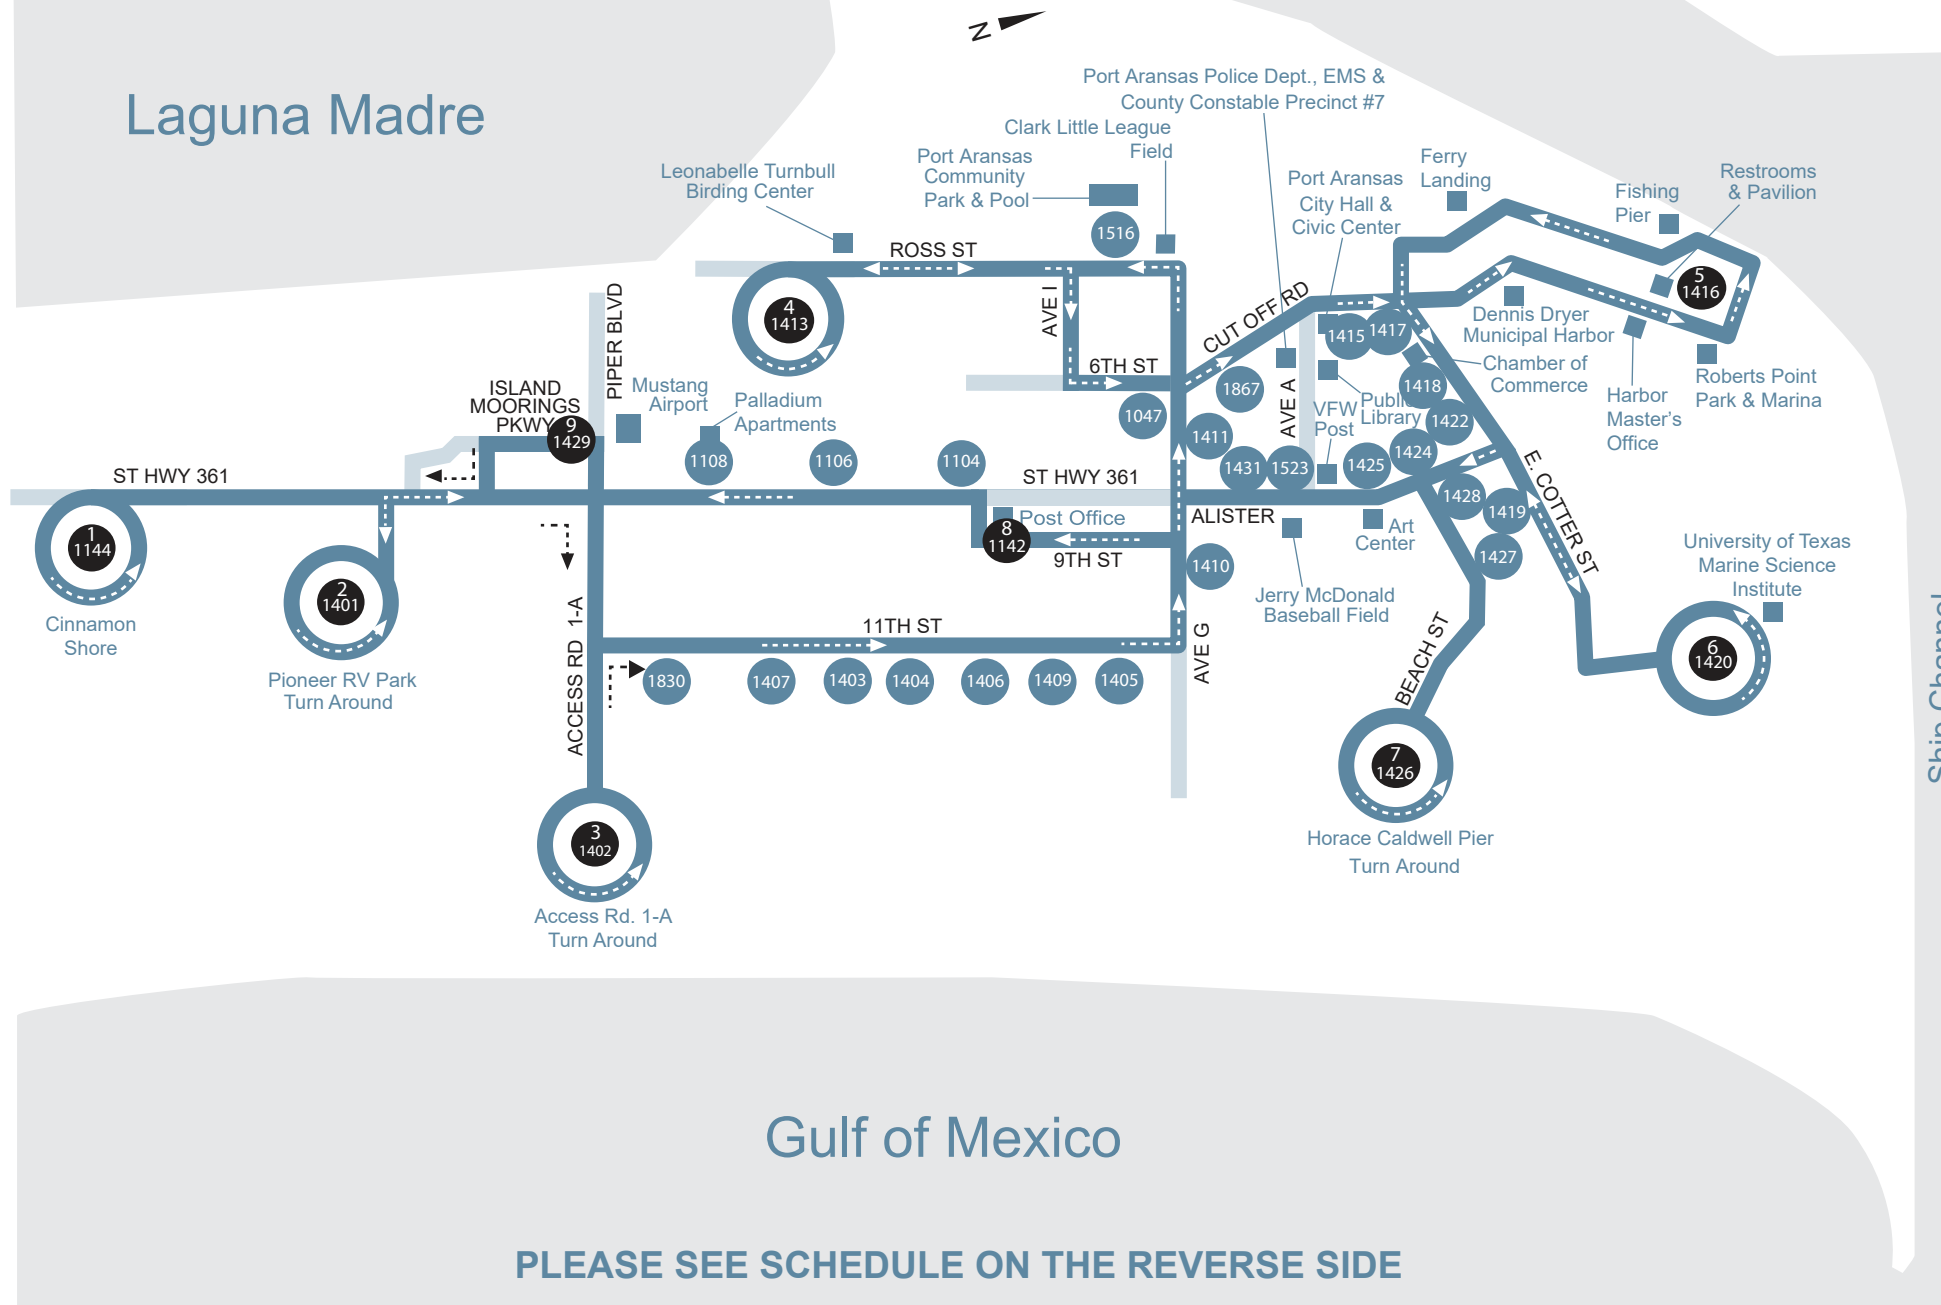 N
Laguna Madre
Port Aransas Police Dept., EMS &
County Constable Precinct #7
Clark Little League
Field
Port Aransas
Community
Park & Pool
Leonabelle Turnbull
Birding Center
Port Aransas
City Hall &
Civic Center
Ferry
Landing
Fishing
Pier
Restrooms
& Pavilion
1516
ROSS ST
4
1413
AVE I
6TH ST
CUT OFF RD
5
1416
1415
1417
Dennis Dryer
Municipal Harbor
Chamber of
Commerce
Harbor
Master's
Office
Roberts Point
Park & Marina
PIPER BLVD
ISLAND
MOORINGS
PKWY
9
1429
Mustang
Airport
Palladium
Apartments
1047
1867
1411
AVE A
VFW
Post
Public
Library
1418
1422
1424
1108
1106
1104
1431
1523
1425
ST HWY 361
ST HWY 361
1
1144
Cinnamon
Shore
2
1401
Pioneer RV Park
Turn Around
Post Office
8
1142
9TH ST
ALISTER
1410
Art
Center
Jerry McDonald
Baseball Field
1428
1419
1427
E. COTTER ST
University of Texas
Marine Science
Institute
6
1420
Ship Channel
ACCESS RD 1-A
11TH ST
AVE G
BEACH ST
1830
1407
1403
1404
1406
1409
1405
7
1426
Horace Caldwell Pier
Turn Around
3
1402
Access Rd. 1-A
Turn Around
Gulf of Mexico
PLEASE SEE SCHEDULE ON THE REVERSE SIDE